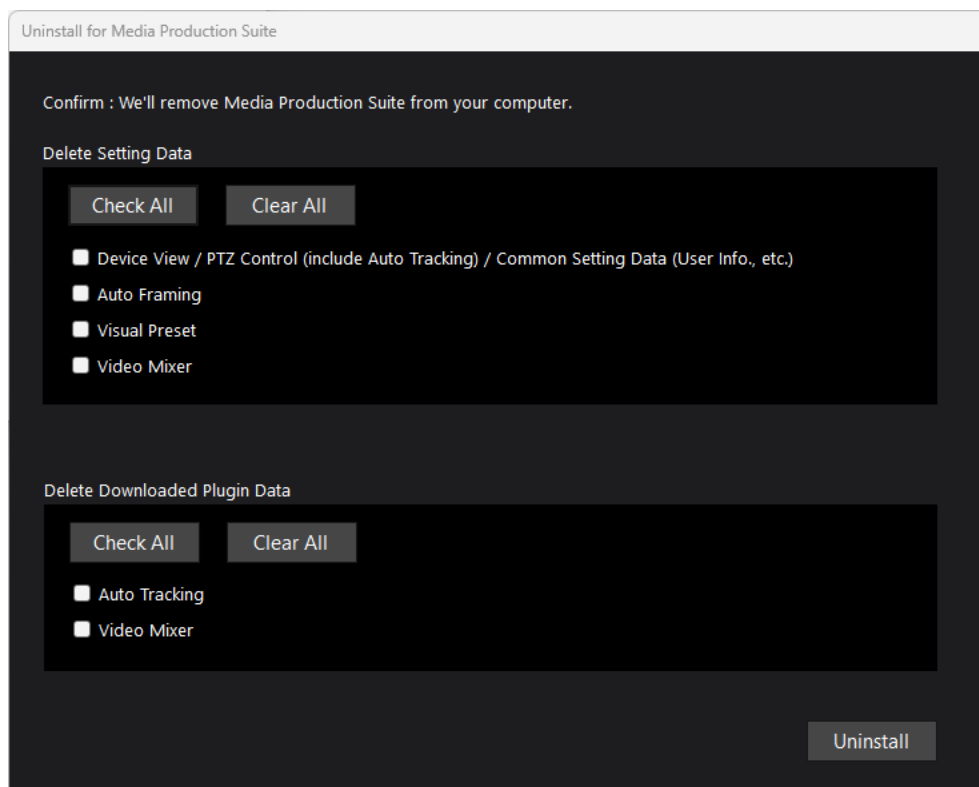 Uninstall for Media Production Suite
Confirm : We'll remove Media Production Suite from your computer.
Delete Setting Data
Check All
Clear All
Device View / PTZ Control (include Auto Tracking) / Common Setting Data (User Info., etc.)
Auto Framing
Visual Preset
Video Mixer
Delete Downloaded Plugin Data
Check All
Clear All
Auto Tracking
Video Mixer
Uninstall